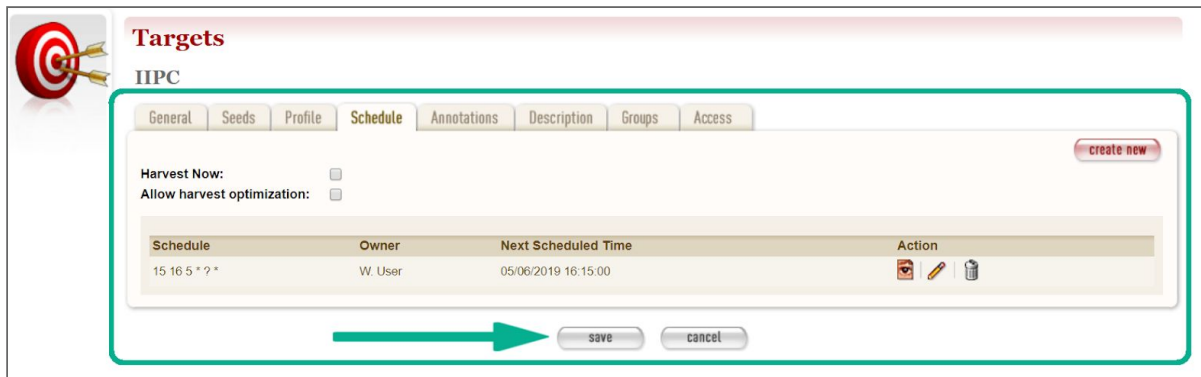 Targets
IIPC
General Seeds Profile Schedule Annotations Description Groups Access
create new
Harvest Now:
Allow harvest optimization:
Schedule Owner Next Scheduled Time Action
15 16 5 * ? * W. User 05/06/2019 16:15:00
save cancel